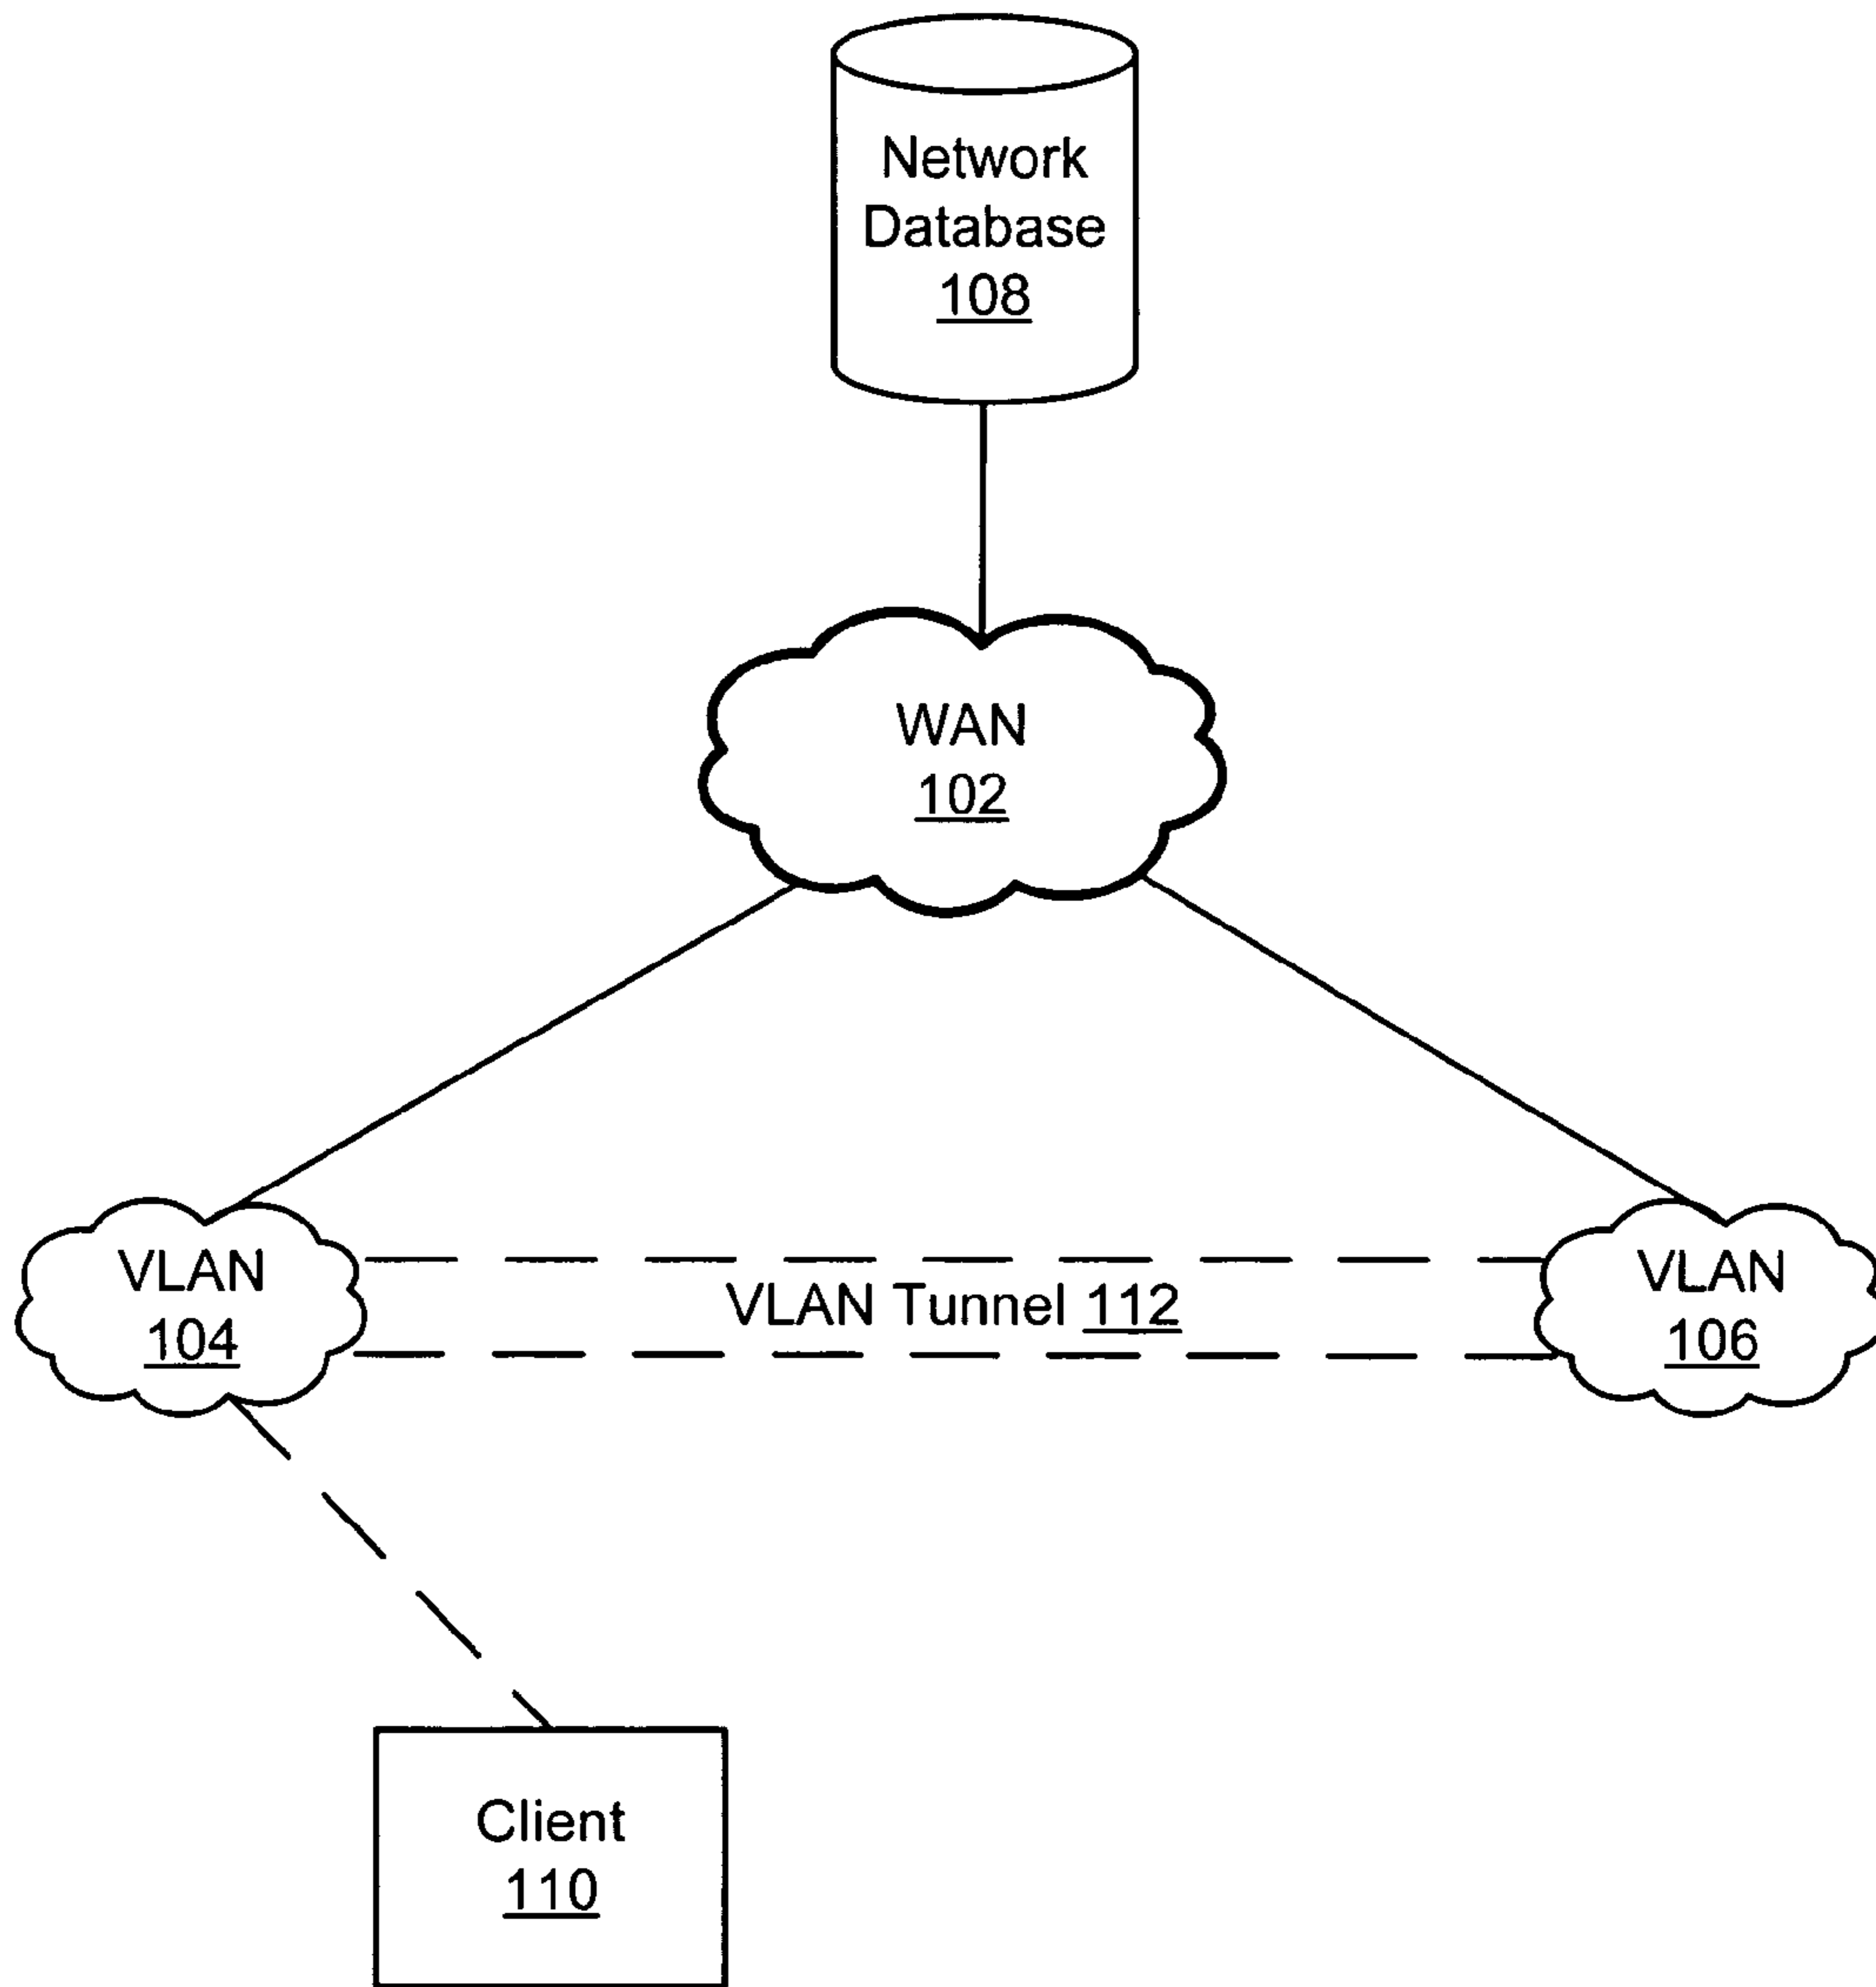 Network
Database
108
WAN
102
VLAN
104
VLAN Tunnel 112
VLAN
106
Client
110